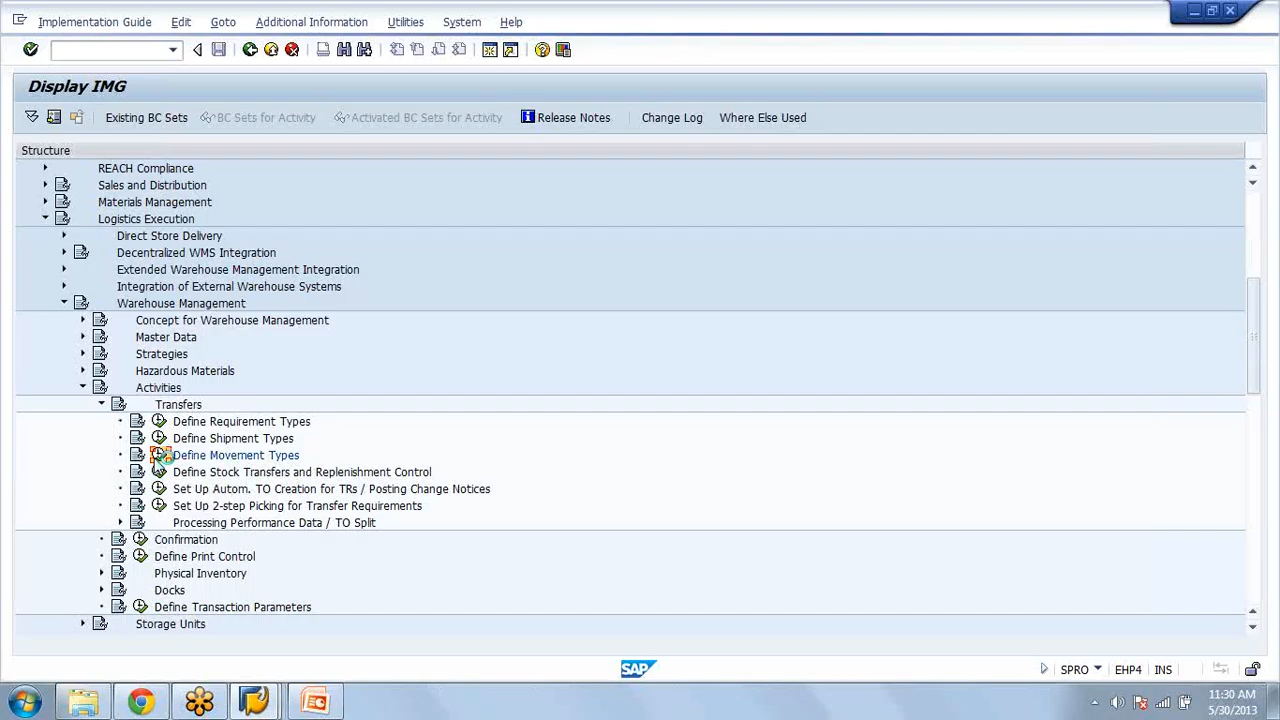 Implementation Guide Edit Goto Additional Information Utilities System Help
Display IMG
Existing BC Sets BC Sets for Activity Activated BC Sets for Activity Release Notes Change Log Where Else Used
Structure
REACH Compliance
Sales and Distribution
Materials Management
Logistics Execution
Direct Store Delivery
Decentralized WMS Integration
Extended Warehouse Management Integration
Integration of External Warehouse Systems
Warehouse Management
Concept for Warehouse Management
Master Data
Strategies
Hazardous Materials
Activities
Transfers
Define Requirement Types
Define Shipment Types
Define Movement Types
Define Stock Transfers and Replenishment Control
Set Up Autom. TO Creation for TRs / Posting Change Notices
Set Up 2-step Picking for Transfer Requirements
Processing Performance Data / TO Split
Confirmation
Define Print Control
Physical Inventory
Docks
Define Transaction Parameters
Storage Units
SAP SPRO EHP4 INS
11:30 AM
5/30/2013